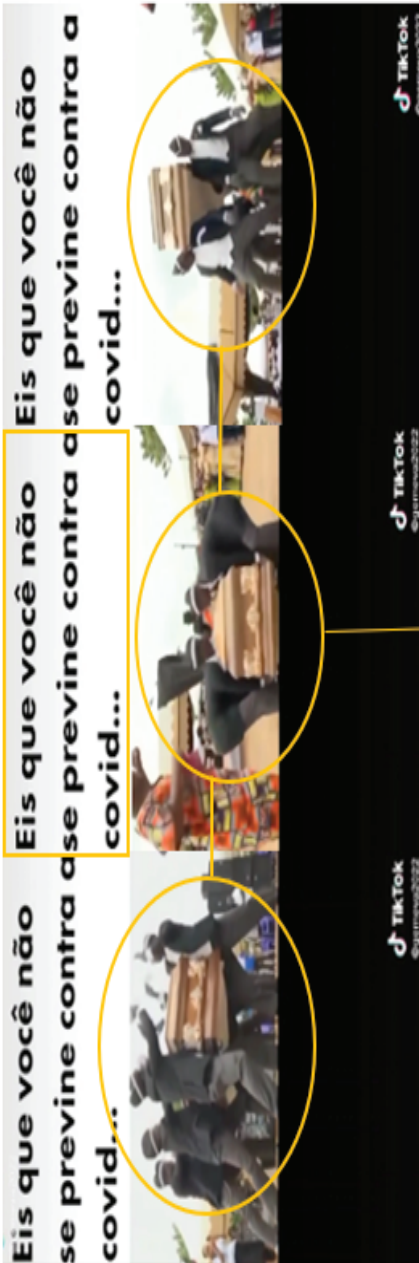 Eis que você não
se previne contra a
covid...
TikTok
Eis que você não
se previne contra a
covid...
TikTok
Eis que você não
se previne contra a
covid...
TikTok